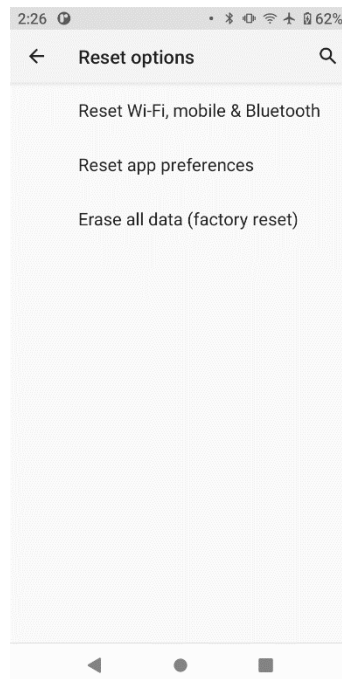 2:26 62%
Reset options
Reset Wi-Fi, mobile & Bluetooth
Reset app preferences
Erase all data (factory reset)